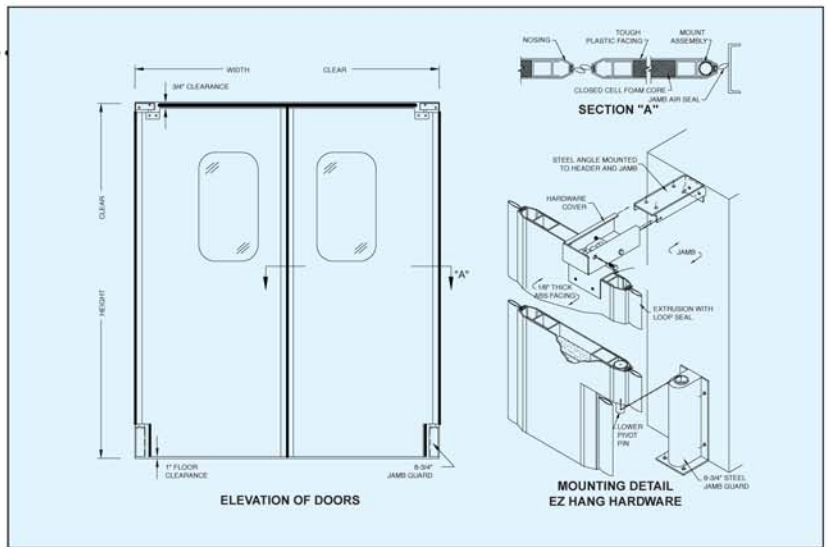 WIDTH CLEAR
3/4" CLEARANCE
CLEAR
HEIGHT
"A"
1" FLOOR
CLEARANCE
8-3/4"
JAMB GUARD
ELEVATION OF DOORS
NOSING
TOUGH
PLASTIC FACING
MOUNT
ASSEMBLY
CLOSED CELL FOAM CORE
JAMB AIR SEAL
SECTION "A"
STEEL ANGLE MOUNTED
TO HEADER AND JAMB
HARDWARE
COVER
JAMB
1/8" THICK
ABS FACING
EXTRUSION WITH
LOOP SEAL
LOWER
PIVOT
PIN
8-3/4" STEEL
JAMB GUARD
MOUNTING DETAIL
EZ HANG HARDWARE